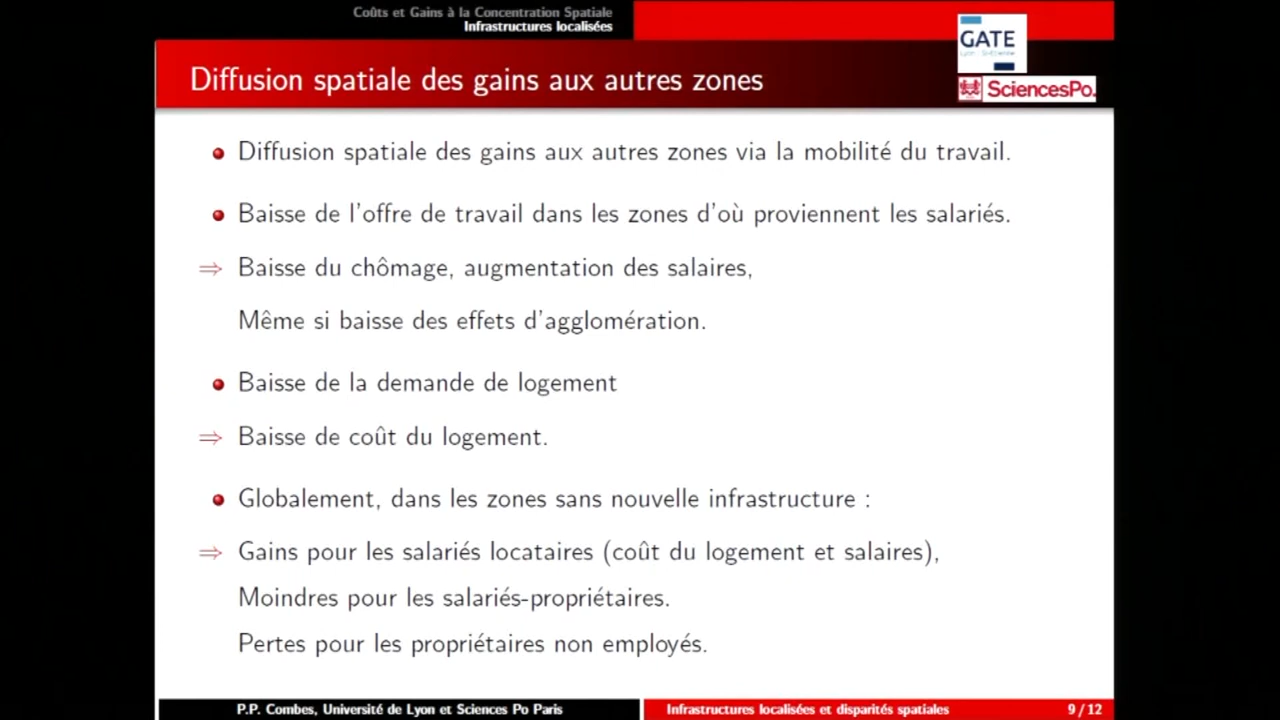 Coûts et Gains à la Concentration Spatiale
Infrastructures localisées
GATE
SciencesPo.
Diffusion spatiale des gains aux autres zones
Diffusion spatiale des gains aux autres zones via la mobilité du travail.
Baisse de l'offre de travail dans les zones d'où proviennent les salariés.
⇒ Baisse du chômage, augmentation des salaires,
Même si baisse des effets d'agglomération.
Baisse de la demande de logement
⇒ Baisse de coût du logement.
Globalement, dans les zones sans nouvelle infrastructure :
⇒ Gains pour les salariés locataires (coût du logement et salaires),
Moindres pour les salariés-propriétaires.
Pertes pour les propriétaires non employés.
P.P. Combes, Université de Lyon et Sciences Po Paris
Infrastructures localisées et disparités spatiales
9 / 12